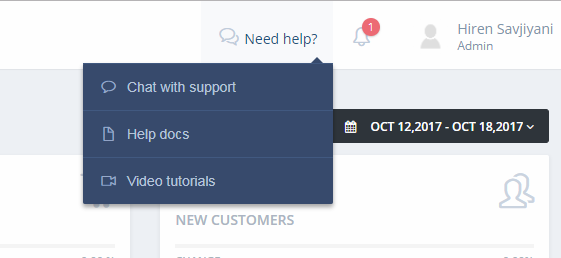 Need help?
1
Hiren Savjiyani
Admin
Chat with support
Help docs
Video tutorials
OCT 12,2017 - OCT 18,2017
NEW CUSTOMERS